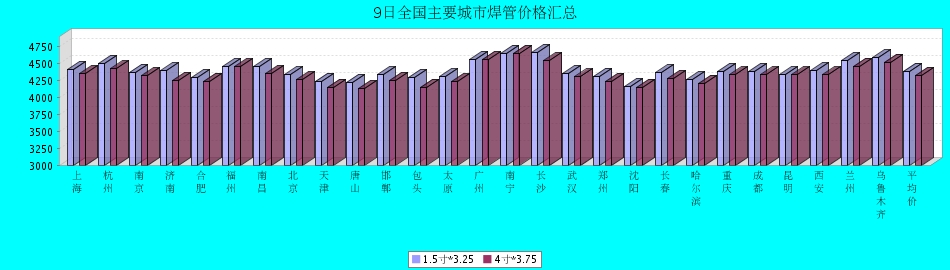 9日全国主要城市焊管价格汇总
4750
4500
4250
4000
3750
3500
3250
3000
上海
杭州
南京
济南
合肥
福州
南昌
北京
天津
唐山
邯郸
包头
太原
广州
南宁
长沙
武汉
郑州
沈阳
长春
哈尔滨
重庆
成都
昆明
西安
兰州
乌鲁木齐
平均价
1.5寸*3.25 4寸*3.75